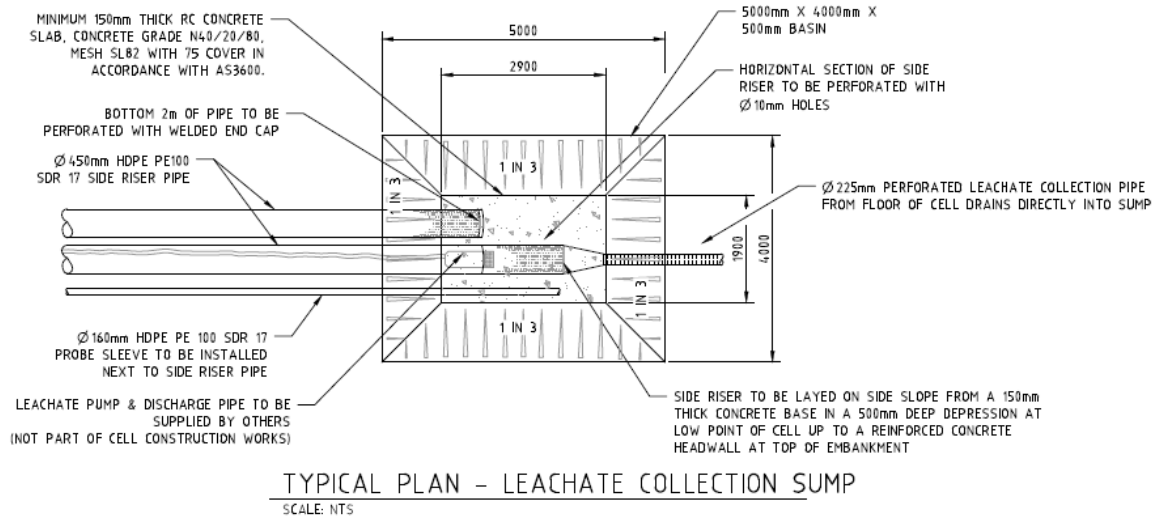 MINIMUM 150mm THICK RC CONCRETE
SLAB, CONCRETE GRADE N40/20/80,
MESH SL82 WITH 75 COVER IN
ACCORDANCE WITH AS3600.
BOTTOM 2m OF PIPE TO BE
PERFORATED WITH WELDED END CAP
Ø450mm HDPE PE100
SDR 17 SIDE RISER PIPE
Ø160mm HDPE PE 100 SDR 17
PROBE SLEEVE TO BE INSTALLED
NEXT TO SIDE RISER PIPE
LEACHATE PUMP & DISCHARGE PIPE TO BE
SUPPLIED BY OTHERS
(NOT PART OF CELL CONSTRUCTION WORKS)
5000
2900
1 IN 3
1 IN 3
1 IN 3
1 IN 3
1900
4000
5000mm X 4000mm X
500mm BASIN
HORIZONTAL SECTION OF SIDE
RISER TO BE PERFORATED WITH
Ø10mm HOLES
Ø225mm PERFORATED LEACHATE COLLECTION PIPE
FROM FLOOR OF CELL DRAINS DIRECTLY INTO SUMP
SIDE RISER TO BE LAYED ON SIDE SLOPE FROM A 150mm
THICK CONCRETE BASE IN A 500mm DEEP DEPRESSION AT
LOW POINT OF CELL UP TO A REINFORCED CONCRETE
HEADWALL AT TOP OF EMBANKMENT
TYPICAL PLAN - LEACHATE COLLECTION SUMP
SCALE: NTS